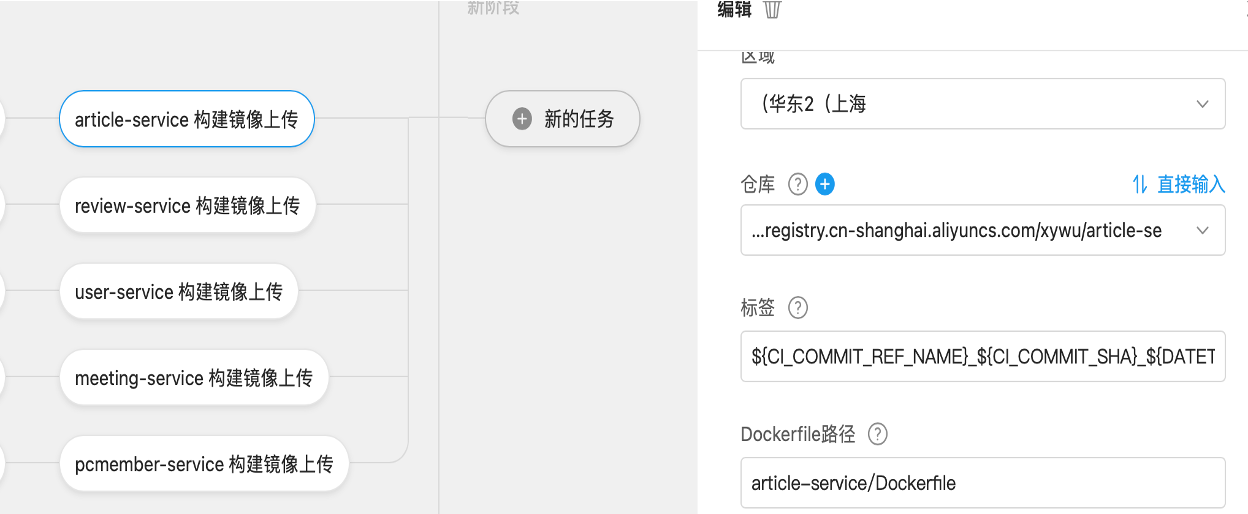 新阶段
article-service 构建镜像上传
新的任务
review-service 构建镜像上传
user-service 构建镜像上传
meeting-service 构建镜像上传
pcmember-service 构建镜像上传
编辑
区域
（华东2（上海
仓库
直接输入
...registry.cn-shanghai.aliyuncs.com/xywu/article-se
标签
${CI_COMMIT_REF_NAME}_${CI_COMMIT_SHA}_${DATET
Dockerfile路径
article-service/Dockerfile